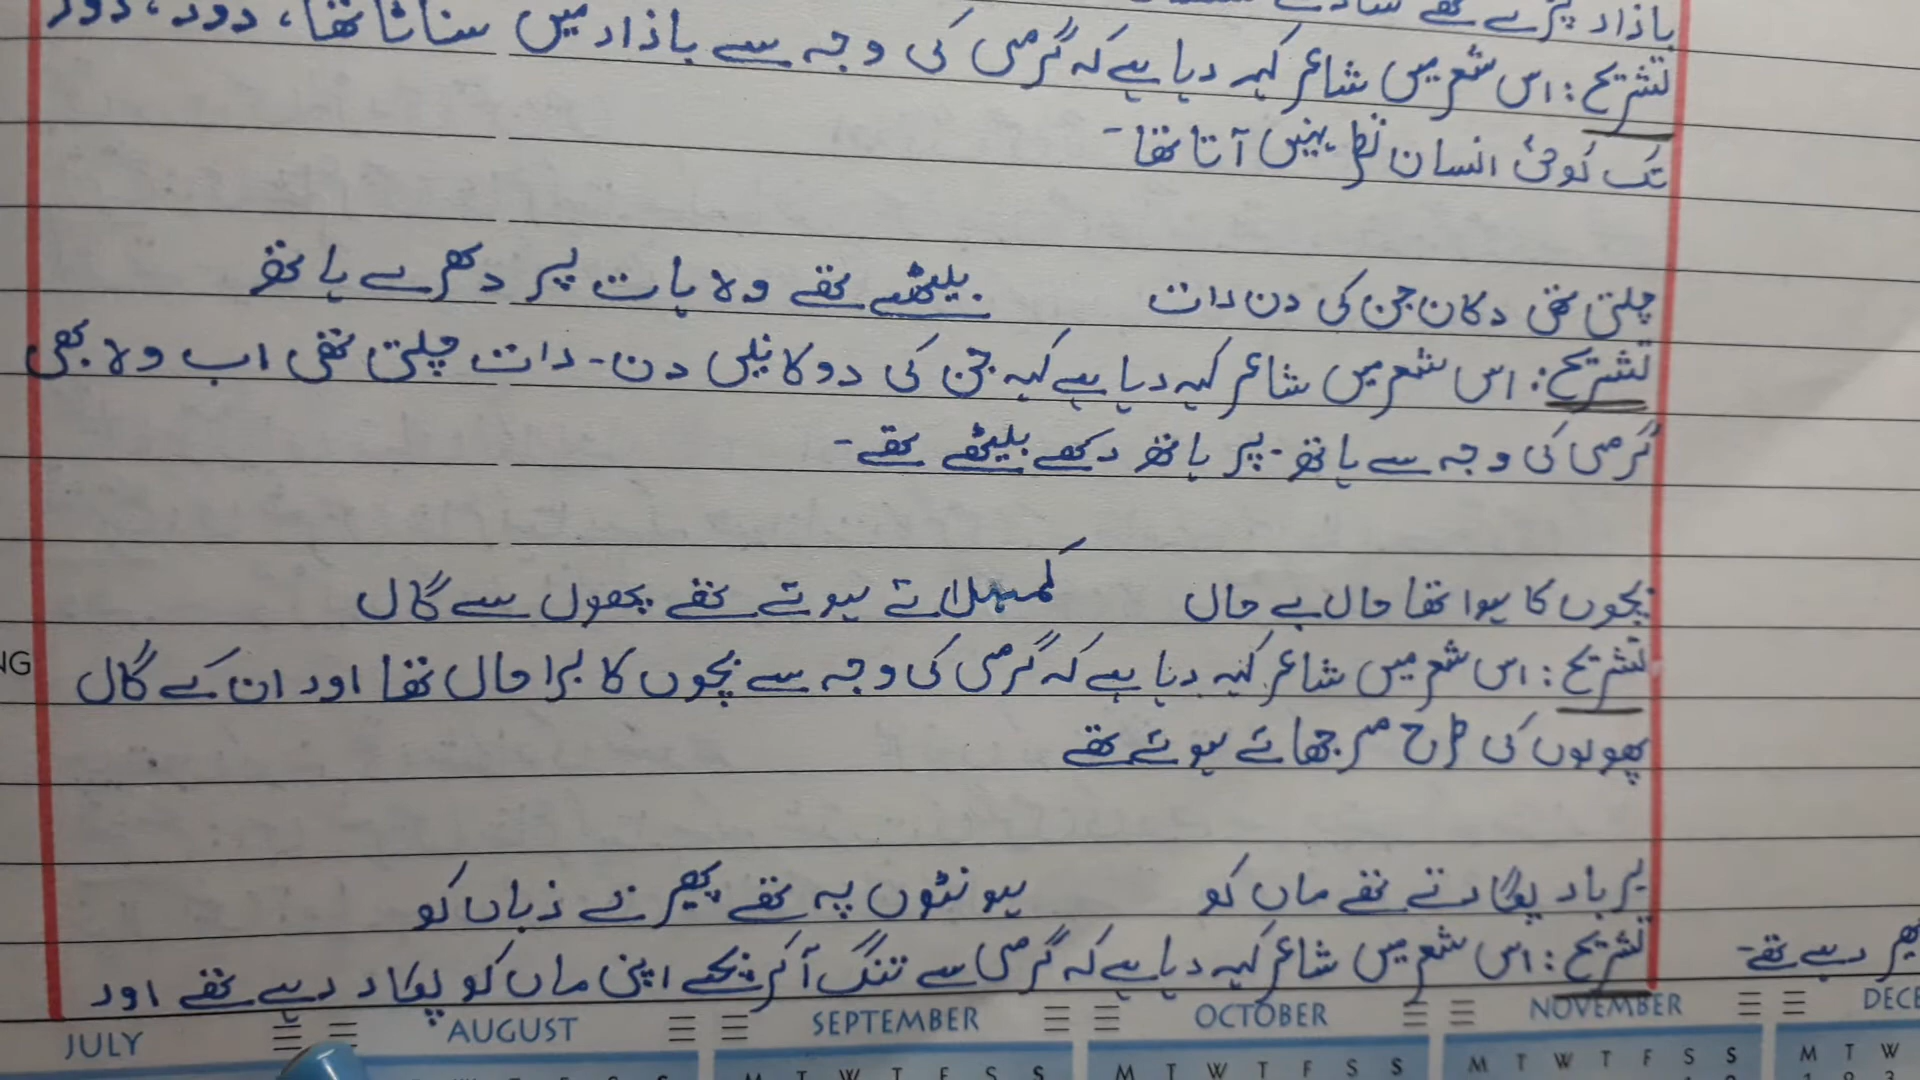 بازار پڑے تھے سارے
تشریح: اس شعر میں شاعر کہہ رہا ہے کہ گرمی کی وجہ سے بازار میں سناٹا تھا، دور، دور
تک کوئی انسان نظر نہیں آتا تھا-
چلتی تھی دکان جن کی دن رات بیٹھے تھے وہ ہات پر دھرے ہاتھ
تشریح: اس شعر میں شاعر کہہ رہا ہے کہ جن کی دوکانیں دن-رات چلتی تھی اب وہ بھی
گرمی کی وجہ سے ہاتھ-پر ہاتھ رکھے بیٹھے تھے-
بچوں کا ہوا تھا حال بے حال کمہلائے ہوئے تھے پھول سے گال
تشریح: اس شعر میں شاعر کہہ رہا ہے کہ گرمی کی وجہ سے بچوں کا برا حال تھا اور ان کے گال
پھولوں کی طرح مرجھائے ہوئے تھے
ہر بار پکارتے تھے ماں کو ہونٹوں پہ تھے پھیرتے زباں کو
تشریح: اس شعر میں شاعر کہہ رہا ہے کہ گرمی سے تنگ آ کر بچے اپنی ماں کو پکار رہے تھے اور
پھر رہے تھے-
NG
JULY AUGUST SEPTEMBER OCTOBER NOVEMBER DECE
W T F S S M T W T F S S M T W T F S S M T W T F S S M T W